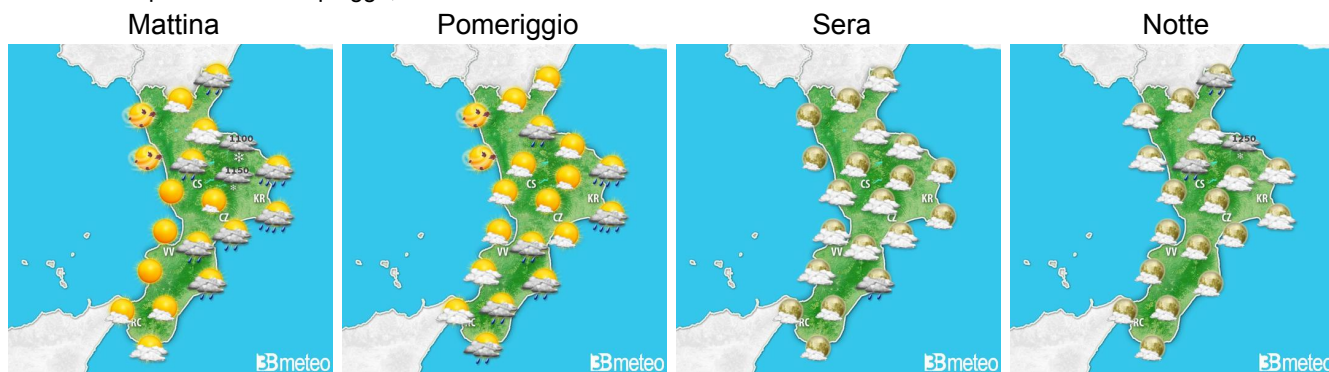 Mattina
Pomeriggio
Sera
Notte
1100
1150
CS
KR
CZ
VV
RC
3Bmeteo
CS
KR
CZ
VV
RC
3Bmeteo
CS
KR
CZ
VV
RC
3Bmeteo
1250
CS
KR
CZ
VV
RC
3Bmeteo